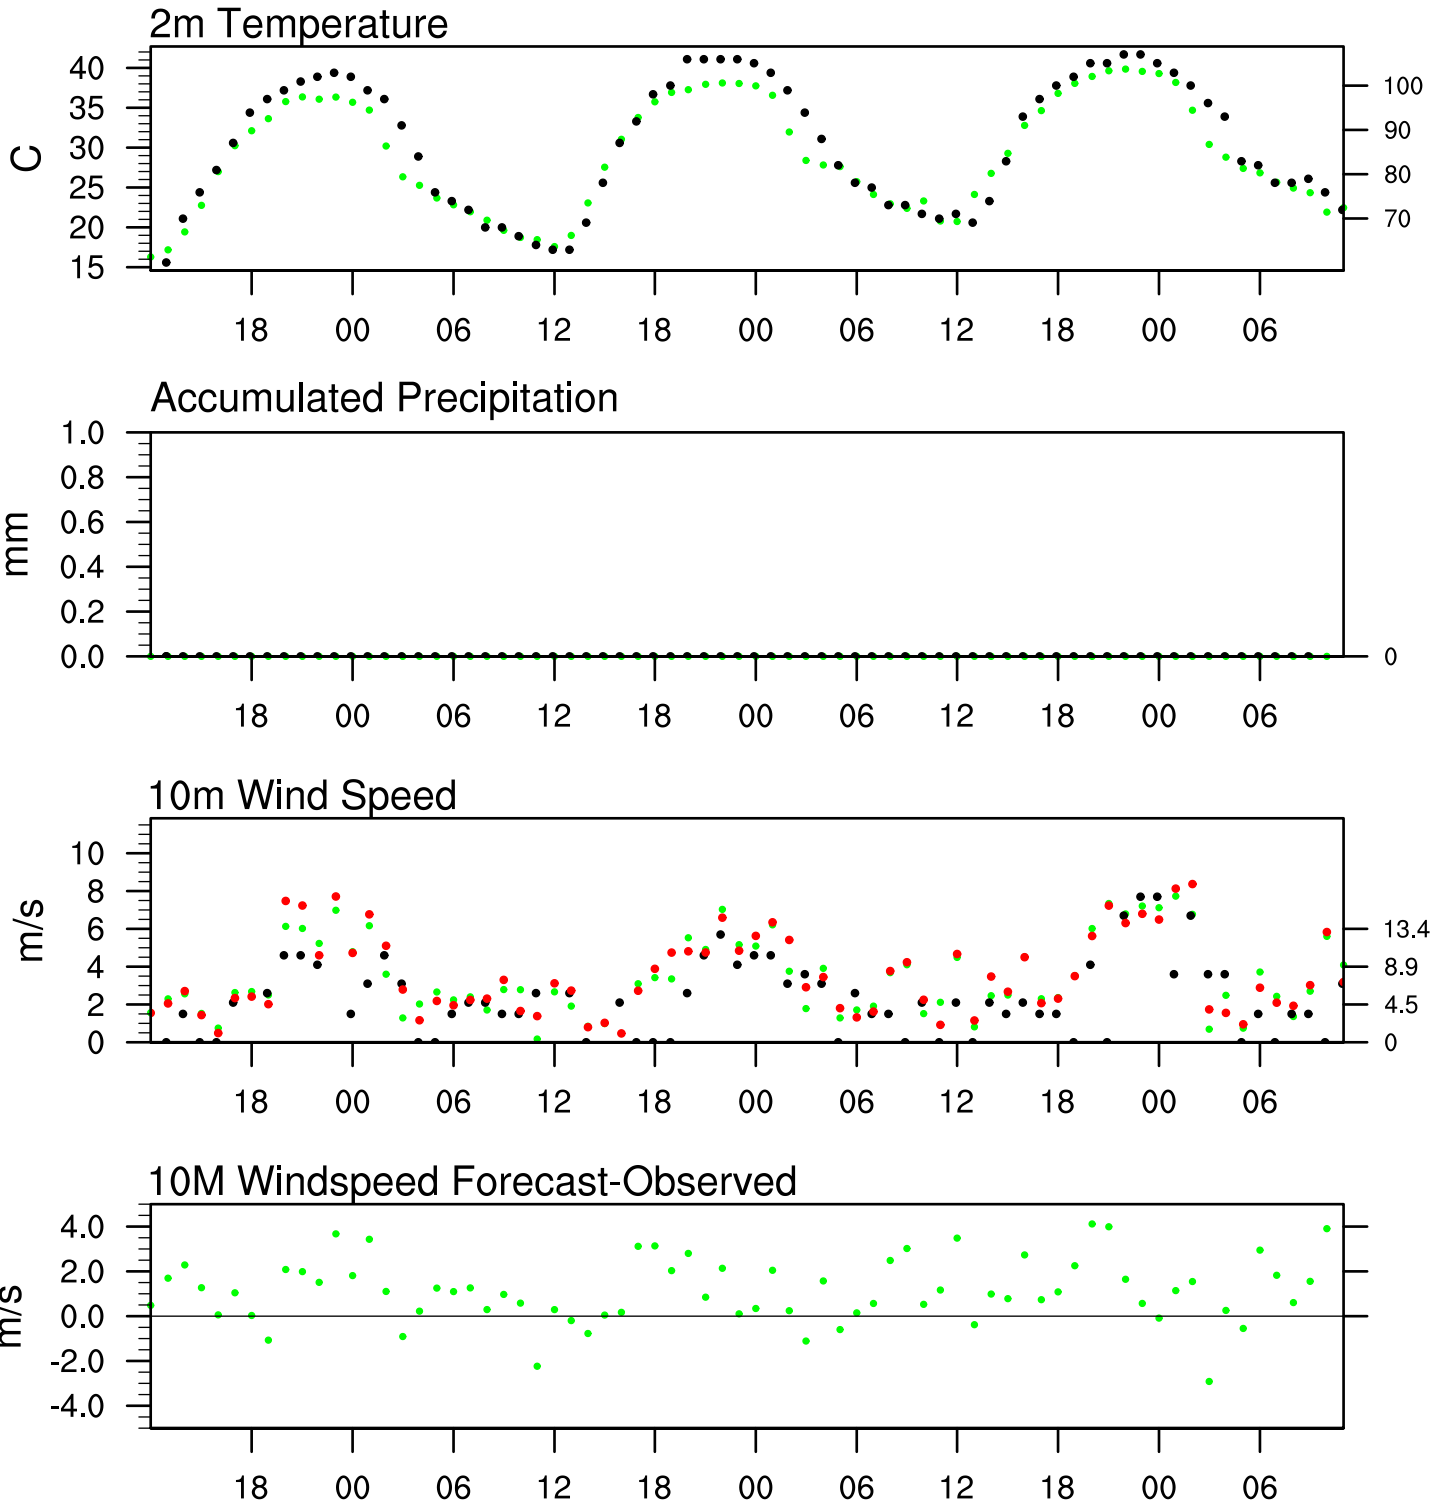 2m Temperature
40
35
30
25
20
15
C
100
90
80
70
18 00 06 12 18 00 06 12 18 00 06
Accumulated Precipitation
1.0
0.8
0.6
0.4
0.2
0.0
mm
0
18 00 06 12 18 00 06 12 18 00 06
10m Wind Speed
10
8
6
4
2
0
m/s
13.4
8.9
4.5
0
18 00 06 12 18 00 06 12 18 00 06
10M Windspeed Forecast-Observed
4.0
2.0
0.0
-2.0
-4.0
m/s
18 00 06 12 18 00 06 12 18 00 06